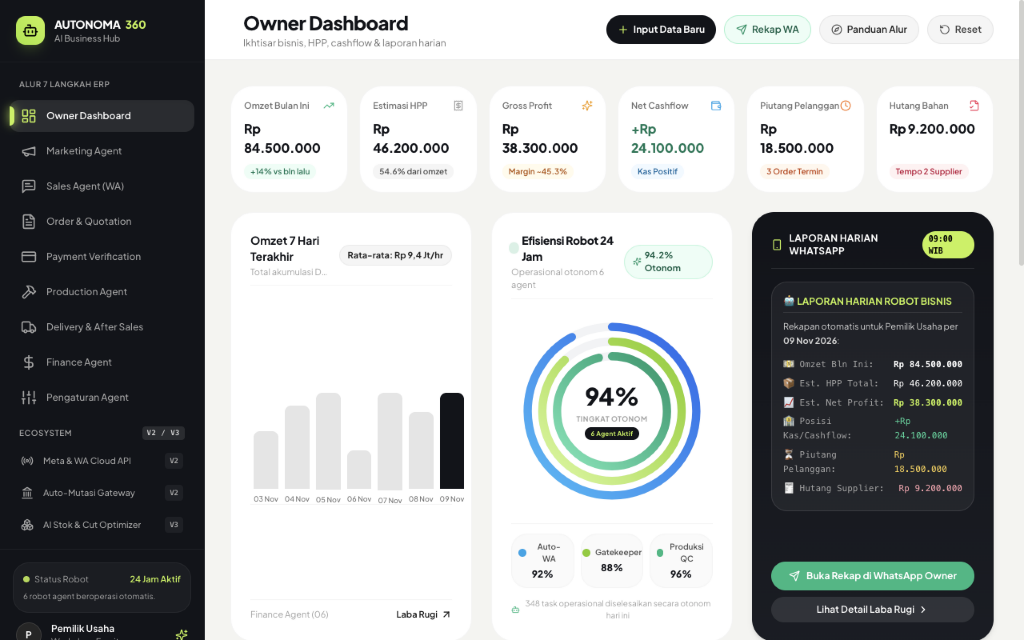 AUTONOMA 360
AI Business Hub
ALUR 7 LANGKAH ERP
Owner Dashboard
Marketing Agent
Sales Agent (WA)
Order & Quotation
Payment Verification
Production Agent
Delivery & After Sales
Finance Agent
Pengaturan Agent
ECOSYSTEM V2 / V3
Meta & WA Cloud API V2
Auto-Mutasi Gateway V2
AI Stok & Cut Optimizer V3
Status Robot 24 Jam Aktif
6 robot agent beroperasi otomatis.
P Pemilik Usaha
Owner Dashboard
Ikhtisar bisnis, HPP, cashflow & laporan harian
Input Data Baru
Rekap WA
Panduan Alur
Reset
Omzet Bulan Ini
Rp
84.500.000
+14% vs bln lalu
Estimasi HPP
Rp
46.200.000
54.6% dari omzet
Gross Profit
Rp
38.300.000
Margin ~45.3%
Net Cashflow
+Rp
24.100.000
Kas Positif
Piutang Pelanggan
Rp
18.500.000
3 Order Termin
Hutang Bahan
Rp 9.200.000
Tempo 2 Supplier
Omzet 7 Hari
Terakhir
Total akumulasi D...
Rata-rata: Rp 9,4 Jt/hr
03 Nov 04 Nov 05 Nov 06 Nov 07 Nov 08 Nov 09 Nov
Finance Agent (06)
Laba Rugi
Efisiensi Robot 24
Jam
Operasional otonom 6
agent
94.2%
Otonom
94%
TINGKAT OTONOM
6 Agent Aktif
Auto-
WA
92%
Gatekeeper
88%
Produksi
QC
96%
348 task operasional diselesaikan secara otonom
hari ini
LAPORAN HARIAN
WHATSAPP
09:00
WIB
LAPORAN HARIAN ROBOT BISNIS
Rekapan otomatis untuk Pemilik Usaha per
09 Nov 2026:
Omzet Bln Ini: Rp 84.500.000
Est. HPP Total: Rp 46.200.000
Est. Net Profit: Rp 38.300.000
Posisi +Rp
Kas/Cashflow: 24.100.000
Piutang Rp
Pelanggan: 18.500.000
Hutang Supplier: Rp 9.200.000
Buka Rekap di WhatsApp Owner
Lihat Detail Laba Rugi